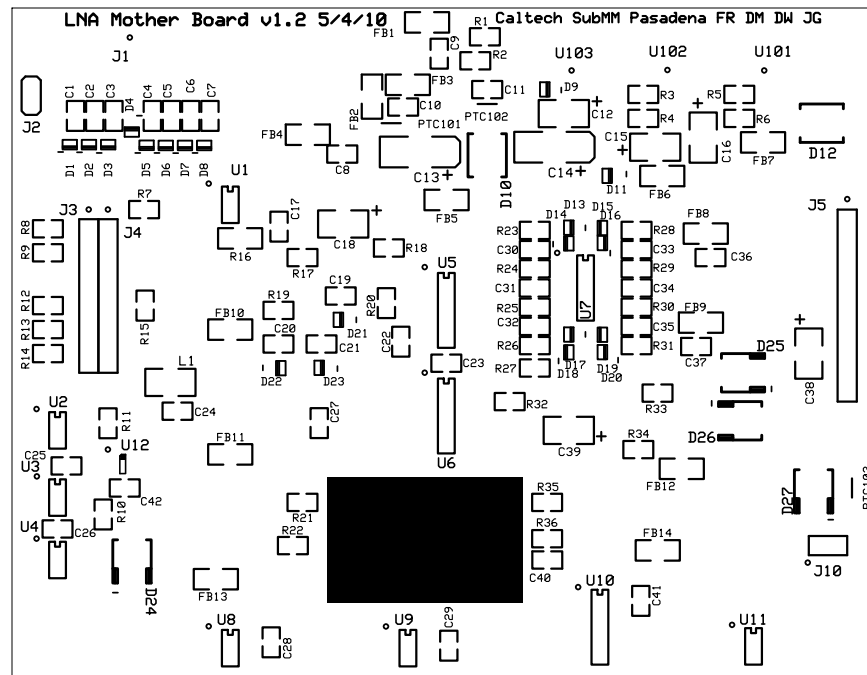 LNA Mother Board v1.2 5/4/10
Caltech SubMM Pasadena FR DM DW JG
J1
FB1
C9
R1
R2
U103
U102
U101
J2
C1
C2
C3
D4
C4
C5
C6
C7
FB2
FB3
C10
C11
PTC101
PTC102
D9
C12
R3
R4
R5
R6
D12
D1
D2
D3
D5
D6
D7
D8
FB4
C8
C13
D10
C14
C15
C16
FB7
D11
FB6
U1
R7
J3
J4
R8
R9
C17
R16
R17
C18
R18
FB5
D13
D14
D15
D16
R23
C30
R24
C31
R25
C32
R26
R27
U7
R28
C33
R29
C34
R30
C35
R31
FB8
C36
J5
U5
R12
R13
R14
R15
FB10
R19
C19
R20
D21
C20
C21
C22
D22
D23
C23
D17
D18
D19
D20
FB9
C37
D25
C38
L1
C24
C27
R32
R33
D26
U2
R11
U12
FB11
U6
C39
R34
FB12
C25
U3
C42
R10
U4
C26
R21
R22
R35
R36
C40
FB14
D27
PTC103
J10
D24
FB13
U10
C41
U8
C28
U9
C29
U11